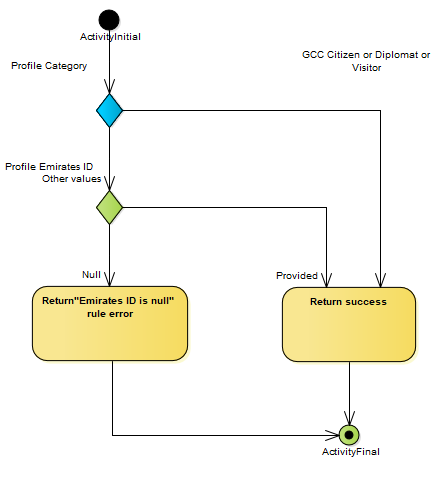 ActivityInitial
GCC Citizen or Diplomat or
Visitor
Profile Category
Profile Emirates ID
Other values
Null
Provided
Return"Emirates ID is null"
rule error
Return success
ActivityFinal